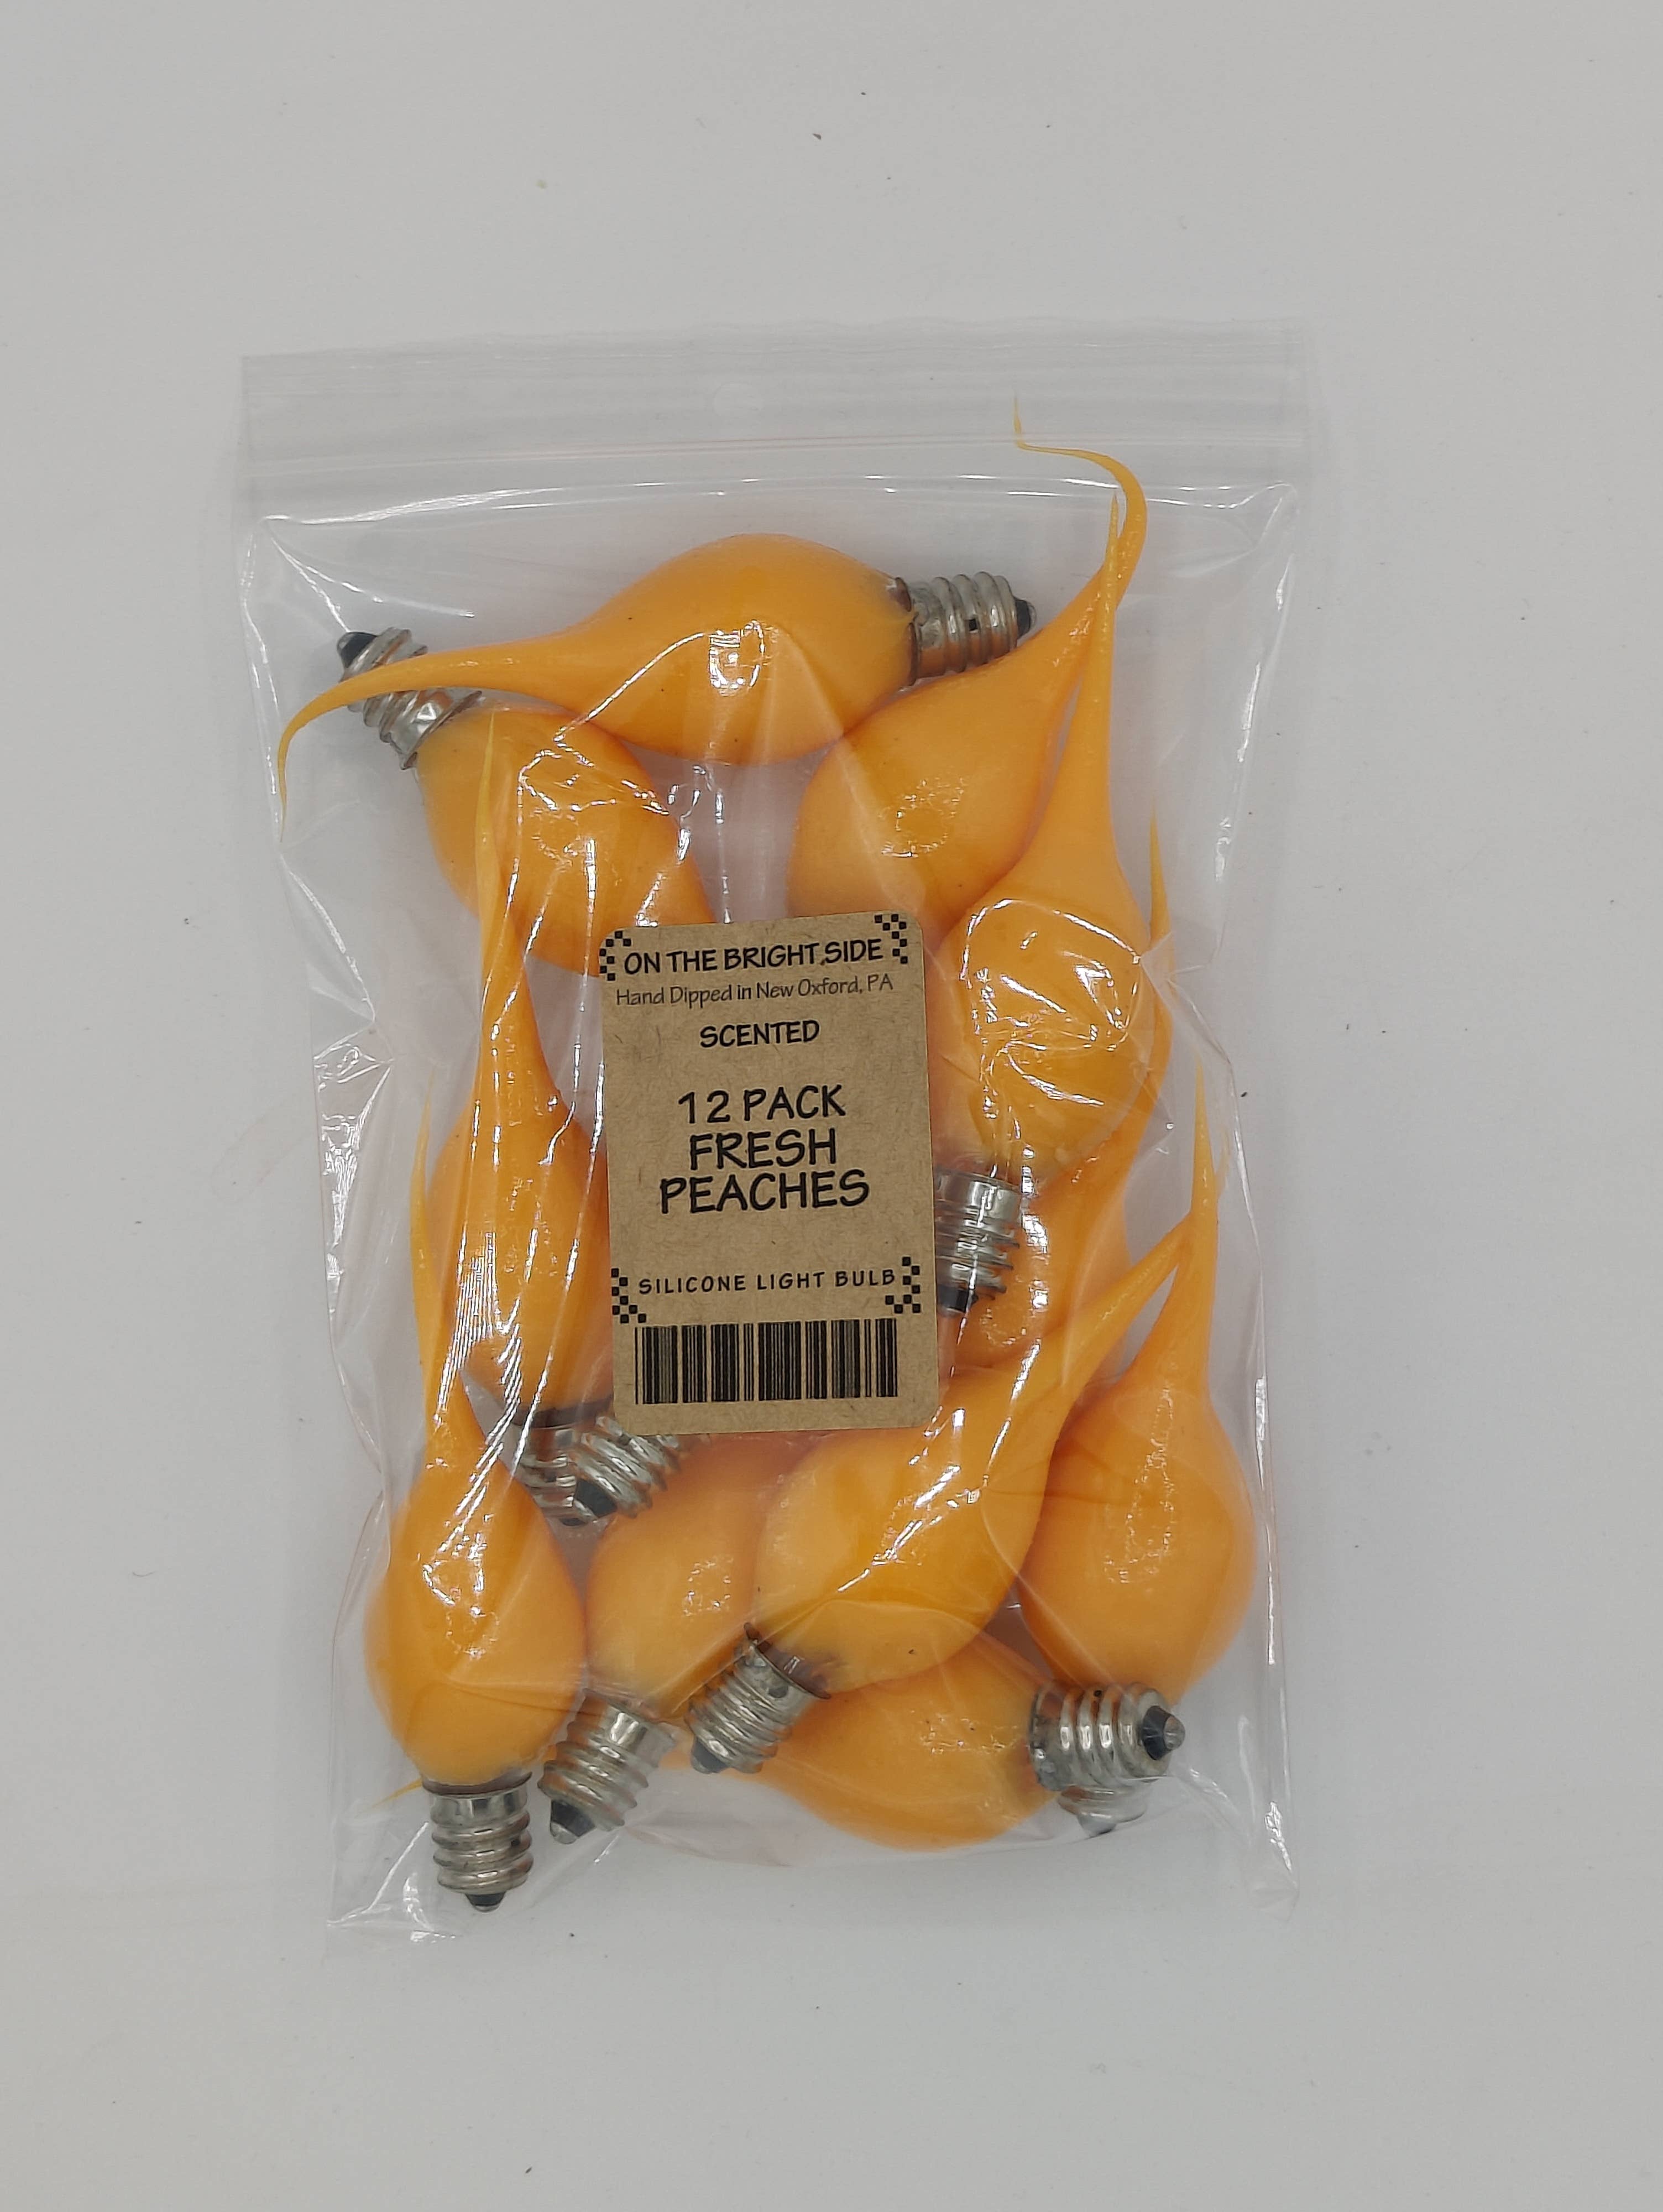 ON THE BRIGHT SIDE
Hand Dipped in New Oxford, PA
SCENTED
12 PACK
FRESH
PEACHES
SILICONE LIGHT BULB